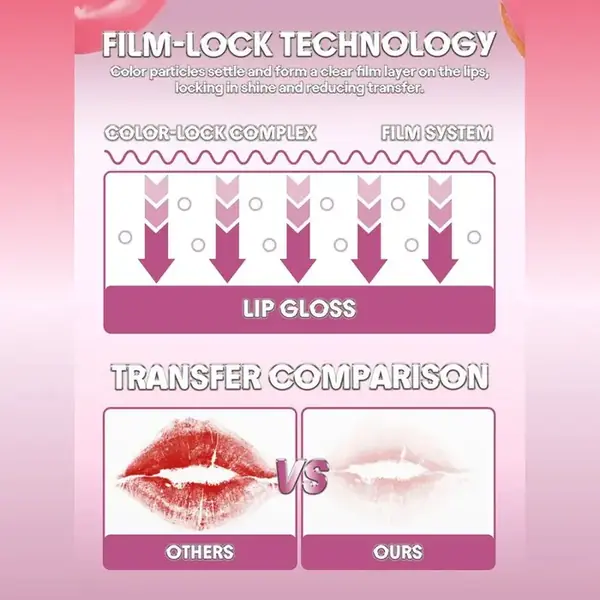 FILM-LOCK TECHNOLOGY
Color particles settle and form a clear film layer on the lips,
locking in shine and reducing transfer.
COLOR-LOCK COMPLEX
FILM SYSTEM
LIP GLOSS
TRANSFER COMPARISON
VS
OTHERS
OURS